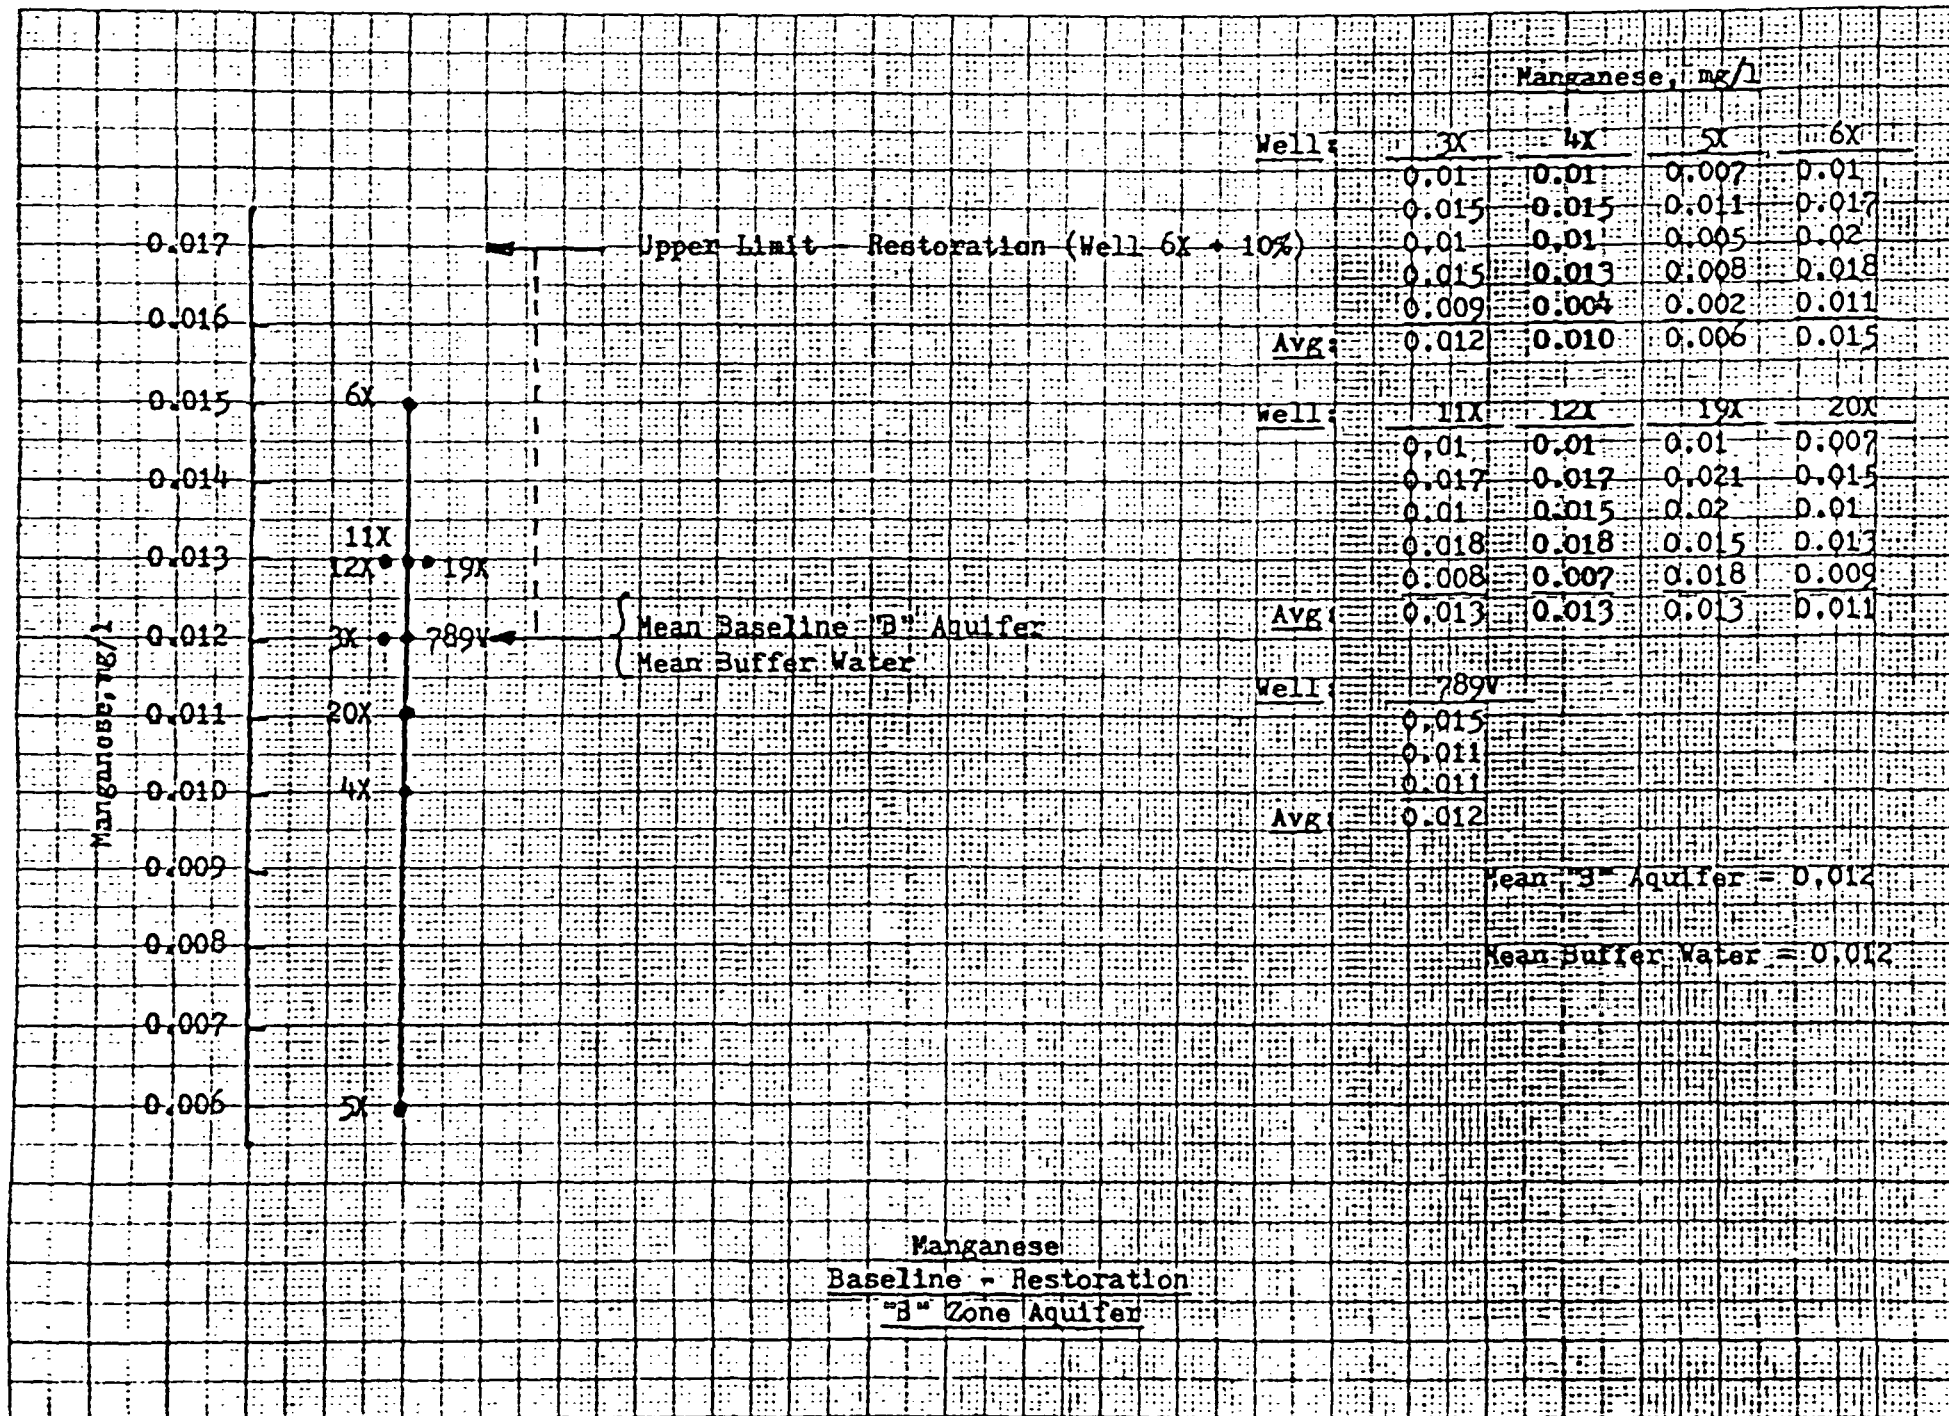 Manganese, mg/l
Well: 3X 4X 5X 6X
0.01 0.01 0.007 0.01
0.015 0.015 0.011 0.017
0.01 0.01 0.005 0.02
0.015 0.013 0.008 0.018
0.009 0.004 0.002 0.011
Avg: 0.012 0.010 0.006 0.015
Well: 11X 12X 19X 20X
0.01 0.01 0.01 0.007
0.017 0.017 0.021 0.015
0.01 0.015 0.02 0.01
0.018 0.018 0.015 0.013
0.008 0.007 0.018 0.009
Avg: 0.013 0.013 0.013 0.011
Well: 789V
0.015
0.011
0.011
Avg: 0.012
Mean "B" Aquifer = 0.012
Mean Buffer Water = 0.012
Manganese, mg/l
0.017
0.016
0.015
0.014
0.013
0.012
0.011
0.010
0.009
0.008
0.007
0.006
Upper Limit - Restoration (Well 6X + 10%)
6X
11X
12X 19X
3X 789V
Mean Baseline "B" Aquifer
Mean Buffer Water
20X
4X
5X
Manganese
Baseline - Restoration
"B" Zone Aquifer